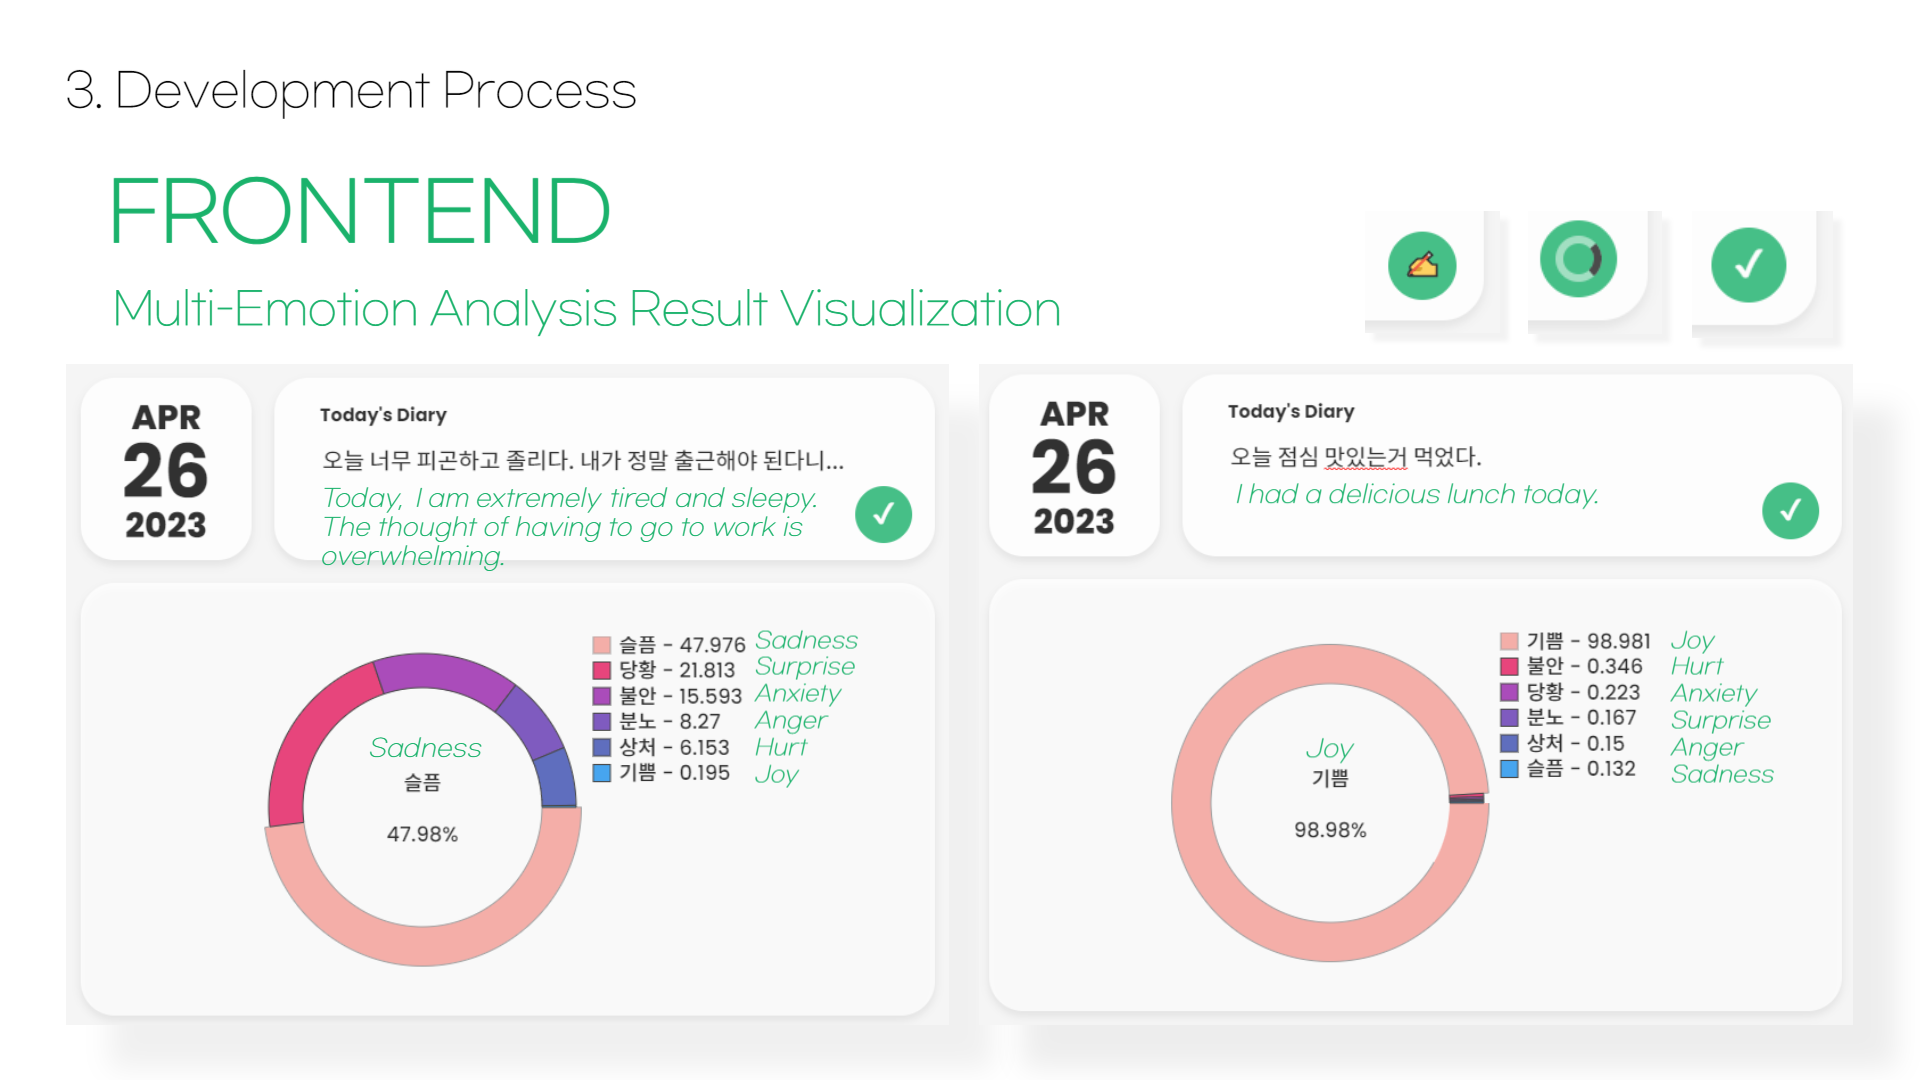 3. Development Process
FRONTEND
Multi-Emotion Analysis Result Visualization
APR
26
2023
Today's Diary
오늘 너무 피곤하고 졸리다. 내가 정말 출근해야 된다니...
Today, I am extremely tired and sleepy.
The thought of having to go to work is
overwhelming.
슬픔 - 47.976 Sadness
당황 - 21.813 Surprise
불안 - 15.593 Anxiety
분노 - 8.27 Anger
상처 - 6.153 Hurt
기쁨 - 0.195 Joy
Sadness
슬픔
47.98%
APR
26
2023
Today's Diary
오늘 점심 맛있는거 먹었다.
I had a delicious lunch today.
기쁨 - 98.981 Joy
불안 - 0.346 Hurt
당황 - 0.223 Anxiety
분노 - 0.167 Surprise
상처 - 0.15 Anger
슬픔 - 0.132 Sadness
Joy
기쁨
98.98%